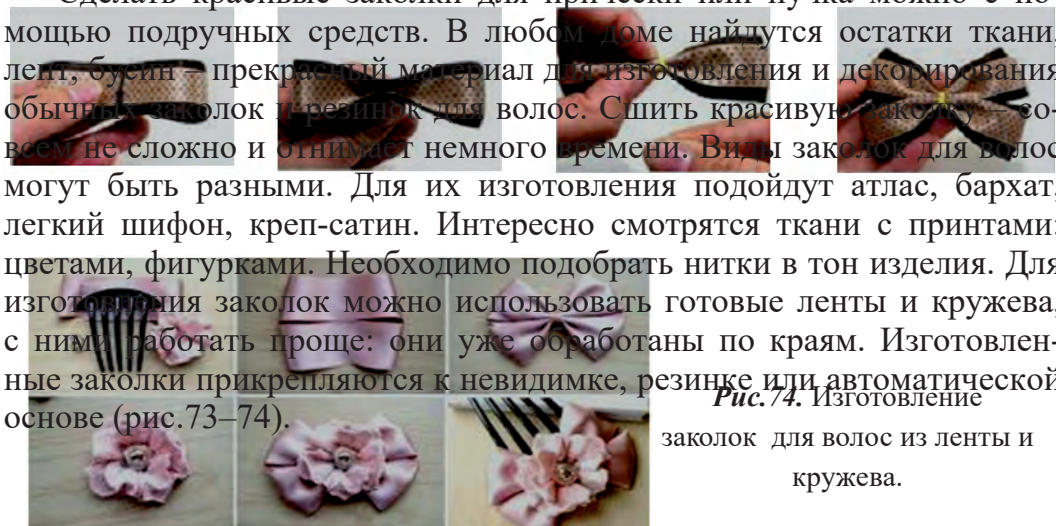 Сделать красивые заколки для прически или пучка можно с по-
мощью подручных средств. В любом доме найдутся остатки ткани,
лент, бусин – прекрасный материал для изготовления и декорирования
обычных заколок и резинок для волос. Сшить красивую заколку – со-
всем не сложно и отнимает немного времени. Виды заколок для волос
могут быть разными. Для их изготовления подойдут атлас, бархат,
легкий шифон, креп-сатин. Интересно смотрятся ткани с принтами:
цветами, фигурками. Необходимо подобрать нитки в тон изделия. Для
изготовления заколок можно использовать готовые ленты и кружева,
с ними работать проще: они уже обработаны по краям. Изготовлен-
ные заколки прикрепляются к невидимке, резинке или автоматической
основе (рис.73–74).
Рис.74. Изготовление
заколок для волос из ленты и
кружева.